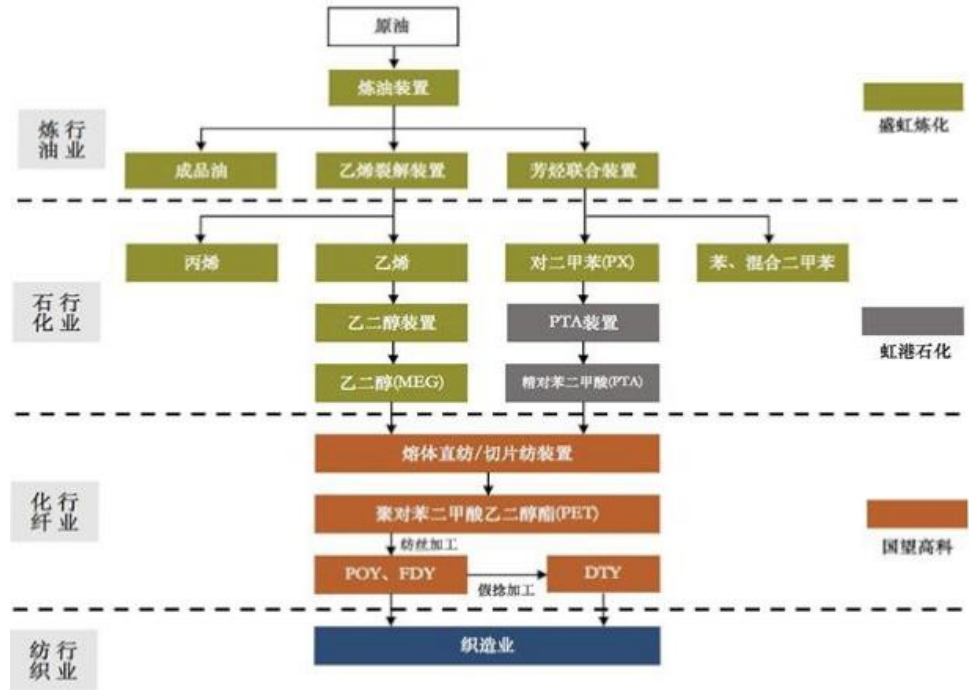 原油
炼油装置
炼 行
油 业
盛虹炼化
成品油
乙烯裂解装置
芳烃联合装置
丙烯
乙烯
对二甲苯(PX)
苯、混合二甲苯
石 行
化 业
乙二醇装置
PTA装置
虹港石化
乙二醇(MEG)
精对苯二甲酸(PTA)
熔体直纺/切片纺装置
化 行
纤 业
聚对苯二甲酸乙二醇酯(PET)
国望高科
纺丝加工
POY、FDY
假捻加工
DTY
纺 行
织 业
织造业